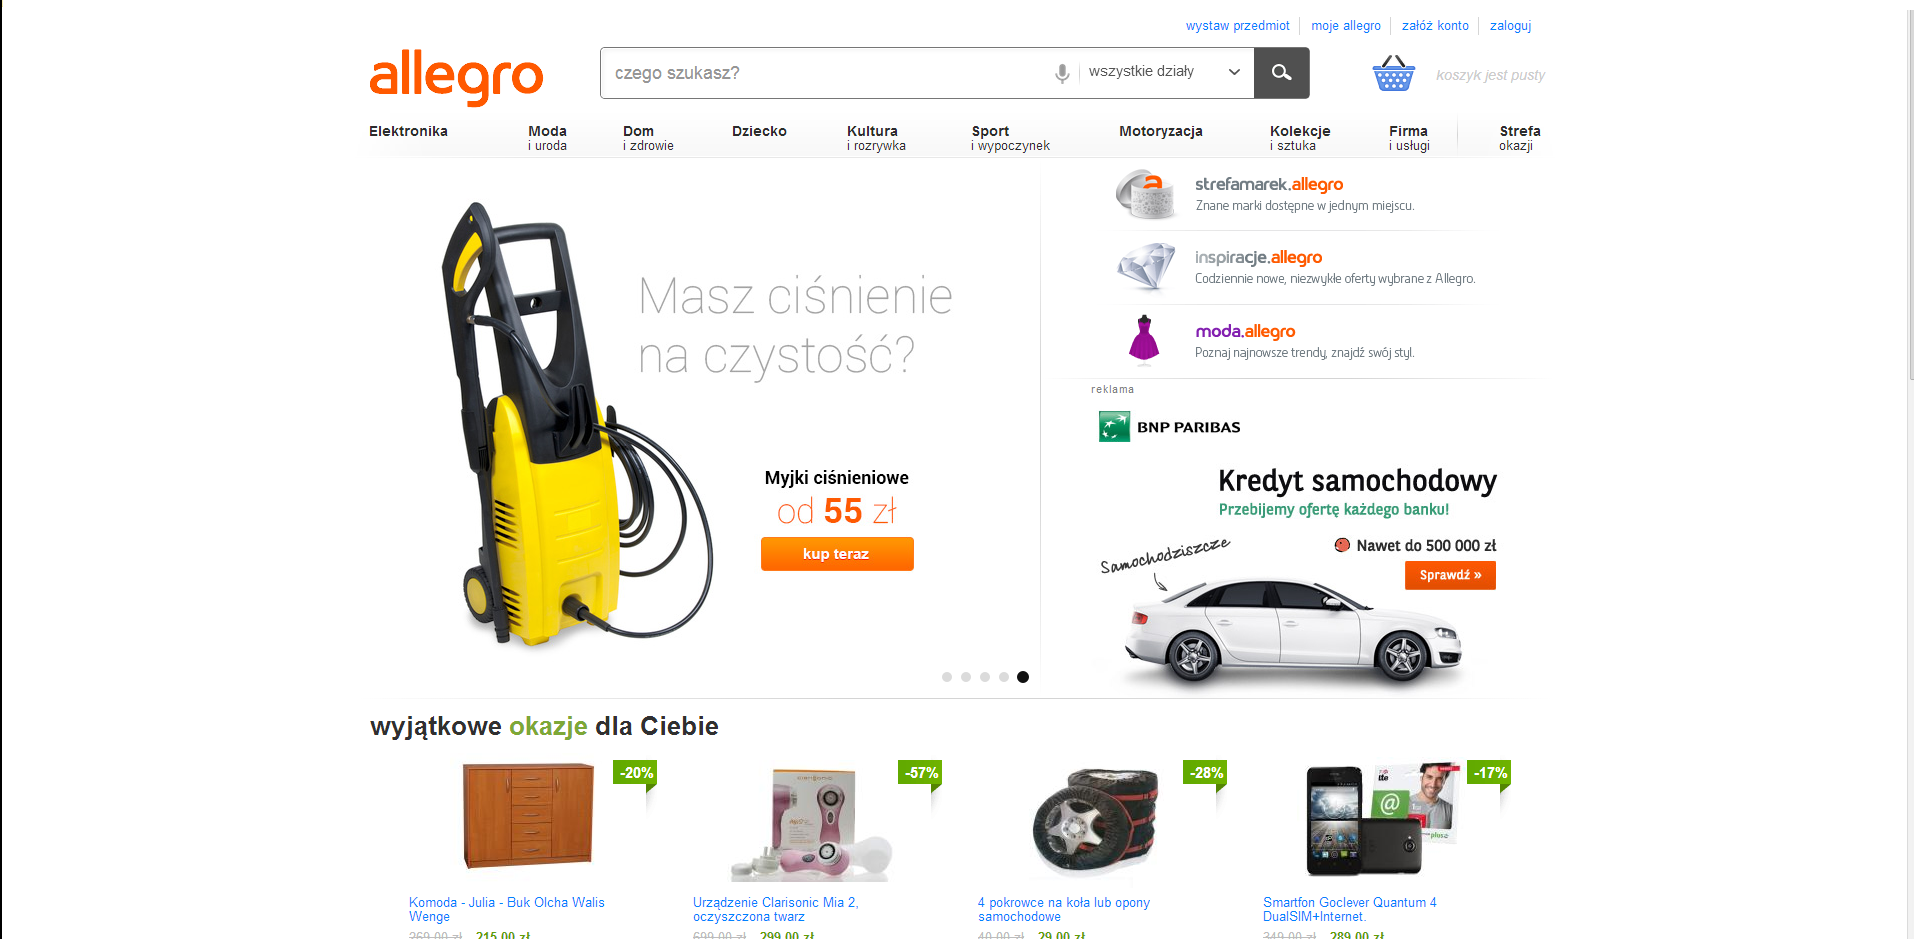 wystaw przedmiot moje allegro załóż konto zaloguj
allegro
czego szukasz? wszystkie działy
koszyk jest pusty
Elektronika
Moda
i uroda
Dom
i zdrowie
Dziecko
Kultura
i rozrywka
Sport
i wypoczynek
Motoryzacja
Kolekcje
i sztuka
Firma
i usługi
Strefa
okazji
Masz ciśnienie
na czystość?
Myjki ciśnieniowe
od 55 zł
kup teraz
strefamarek.allegro
Znane marki dostępne w jednym miejscu.
inspiracje.allegro
Codziennie nowe, niezwykłe oferty wybrane z Allegro.
moda.allegro
Poznaj najnowsze trendy, znajdź swój styl.
reklama
BNP PARIBAS
Kredyt samochodowy
Przebijemy ofertę każdego banku!
Samochodziszcze
Nawet do 500 000 zł
Sprawdź »
wyjątkowe okazje dla Ciebie
-20%
Komoda - Julia - Buk Olcha Walis
Wenge
269,00 zł 215,00 zł
-57%
clarisonic
Urządzenie Clarisonic Mia 2,
oczyszczona twarz
699,00 zł 299,00 zł
-28%
4 pokrowce na koła lub opony
samochodowe
40,00 zł 29,00 zł
-17%
lte
@
plus
Smartfon Goclever Quantum 4
DualSIM+Internet.
349,00 zł 289,00 zł